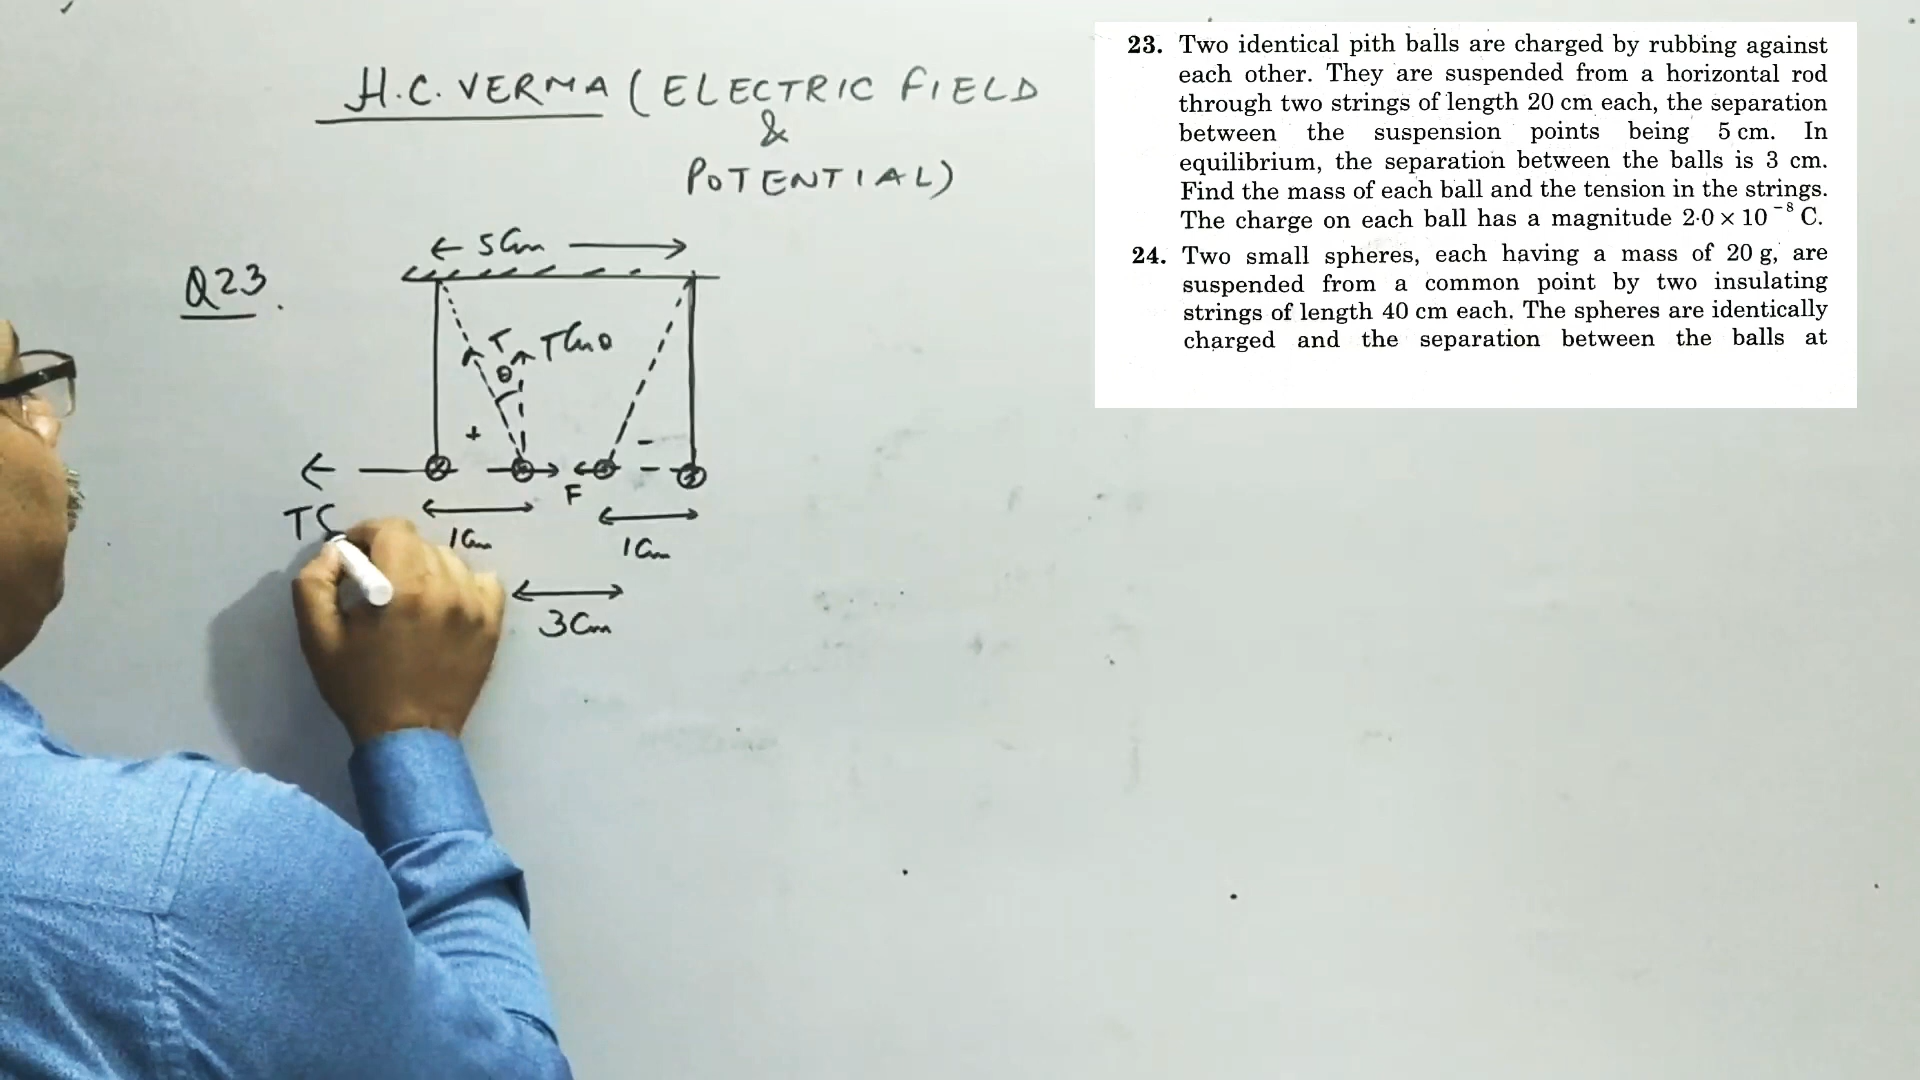 H.C. VERMA (ELECTRIC FIELD
&
POTENTIAL)
Q23.
5cm
T
T Cos θ
θ
+
-
F
TS
1cm
1cm
3cm
23. Two identical pith balls are charged by rubbing against
each other. They are suspended from a horizontal rod
through two strings of length 20 cm each, the separation
between the suspension points being 5 cm. In
equilibrium, the separation between the balls is 3 cm.
Find the mass of each ball and the tension in the strings.
The charge on each ball has a magnitude 2·0 × 10⁻⁸ C.
24. Two small spheres, each having a mass of 20 g, are
suspended from a common point by two insulating
strings of length 40 cm each. The spheres are identically
charged and the separation between the balls at